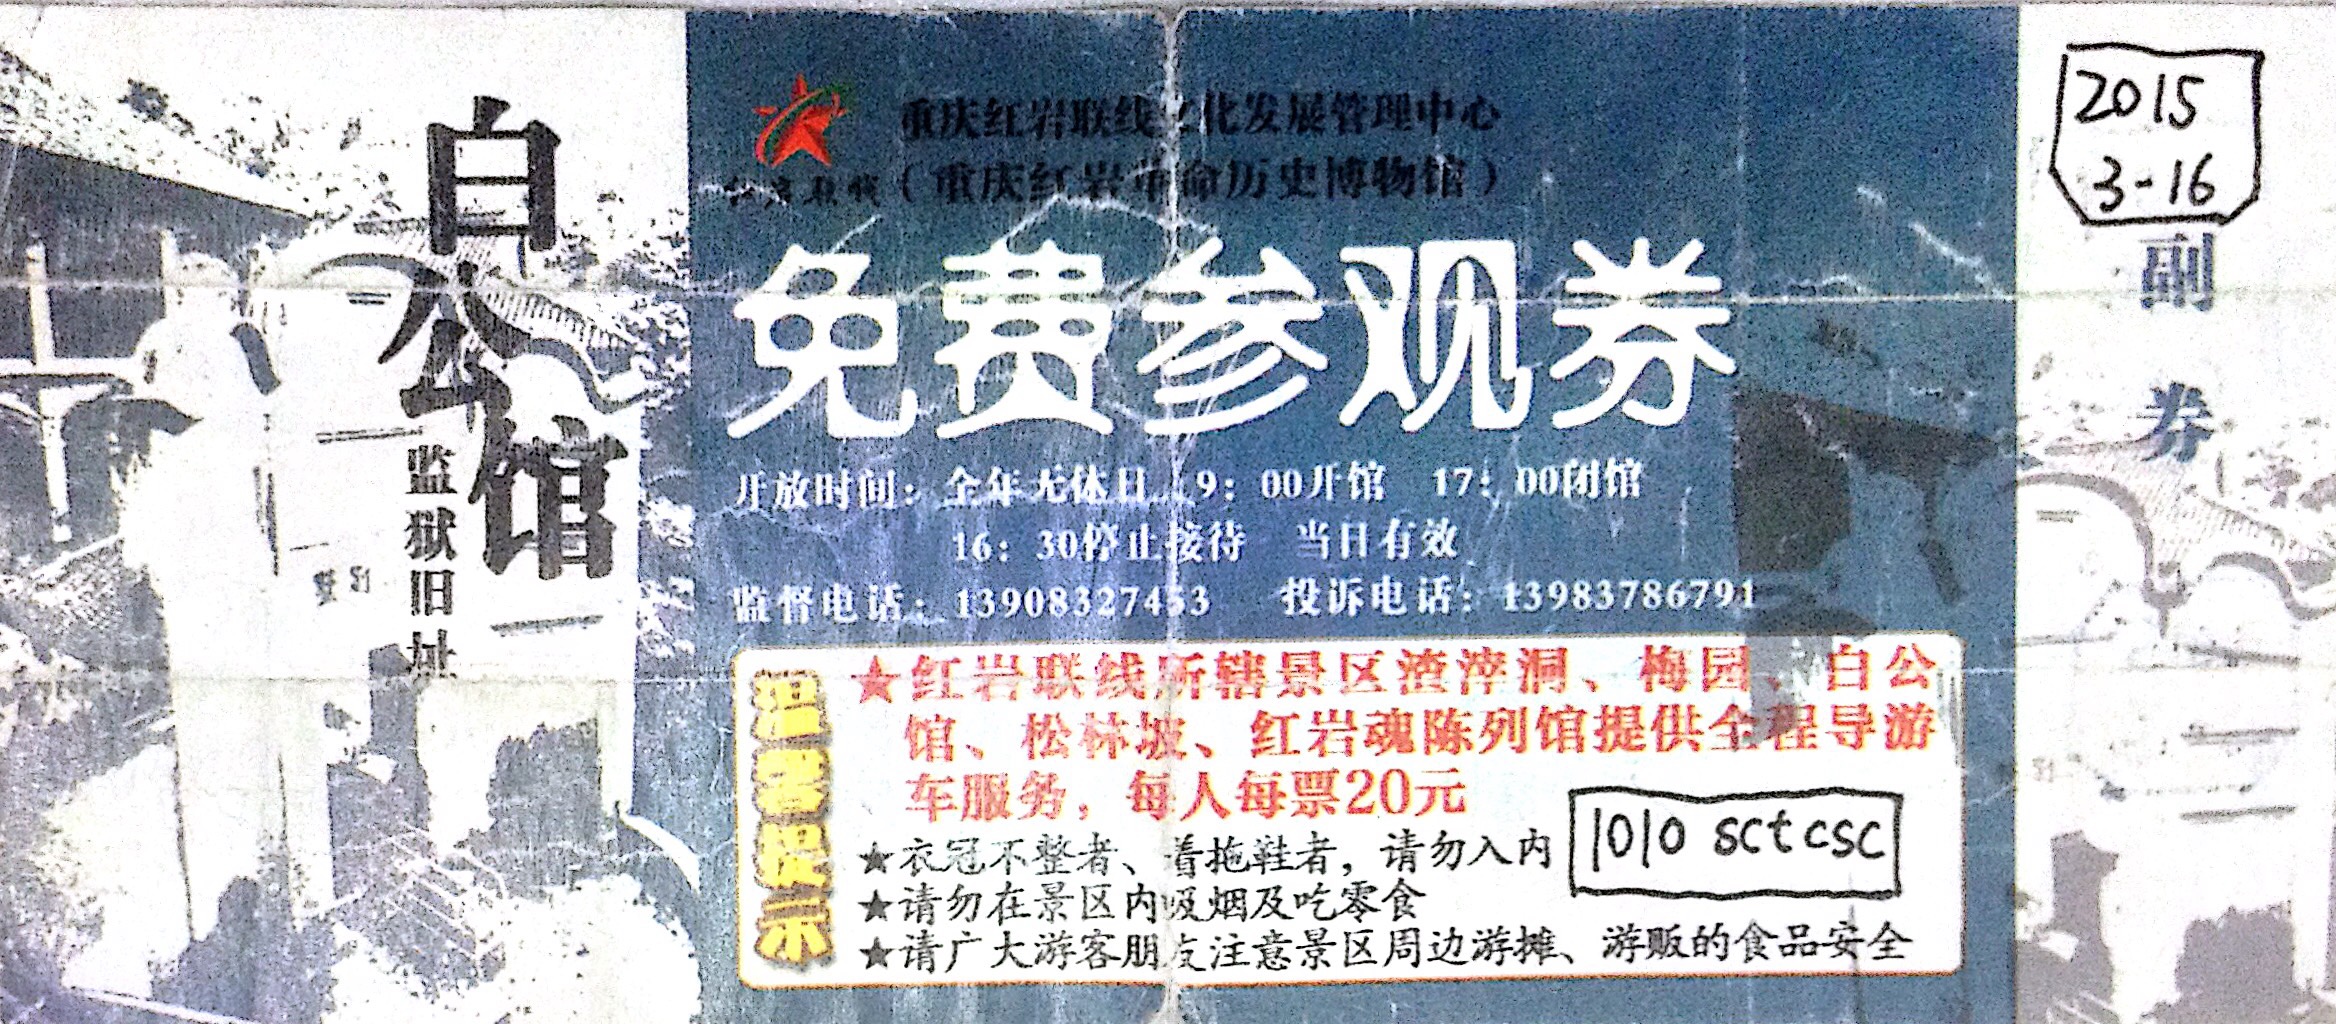 白公馆
监狱旧址
重庆红岩联线文化发展管理中心
红岩联线
（重庆红岩革命历史博物馆）
免费参观券
开放时间：全年无休日 9：00开馆 17：00闭馆
16：30停止接待 当日有效
监督电话：13908327453 投诉电话：13983786791
温馨提示
★红岩联线所辖景区渣滓洞、梅园、白公
馆、松林坡、红岩魂陈列馆提供全程导游
车服务，每人每票20元
★衣冠不整者、着拖鞋者，请勿入内
★请勿在景区内吸烟及吃零食
★请广大游客朋友注意景区周边游摊、游贩的食品安全
1010 sctcsc
2015
3-16
副券